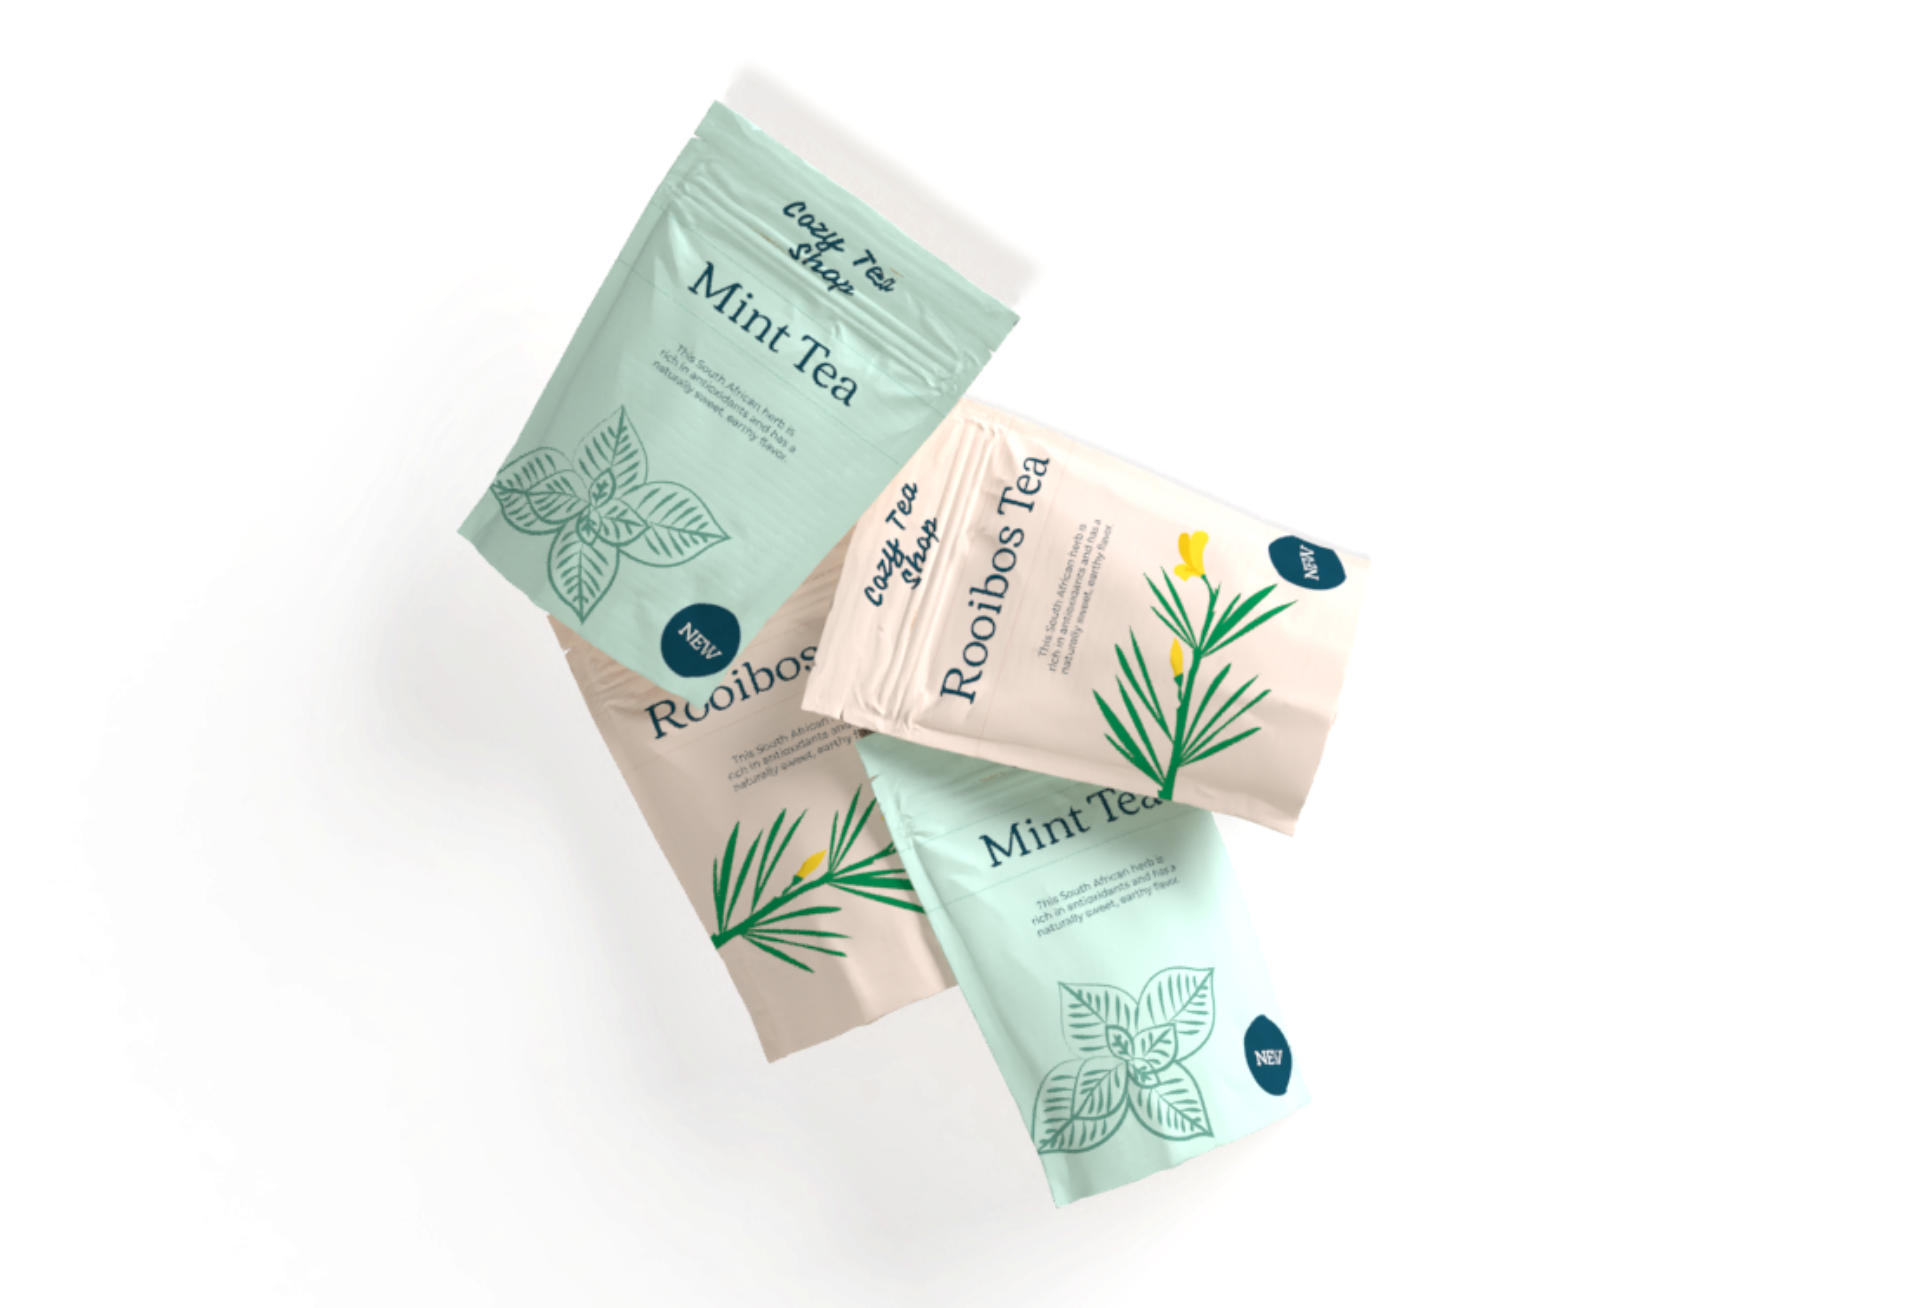 Cozy Tea
Shop
Mint Tea
This South African herb is
rich in antioxidants and has a
naturally sweet, earthy flavor.
NEW
Cozy Tea
Shop
Rooibos Tea
This South African herb is
rich in antioxidants and has a
naturally sweet, earthy flavor.
NEW
Rooibos
This South African
rich in antioxidants and
naturally sweet, earthy
Mint Tea
This South African herb is
rich in antioxidants and has a
naturally sweet, earthy flavor.
NEW